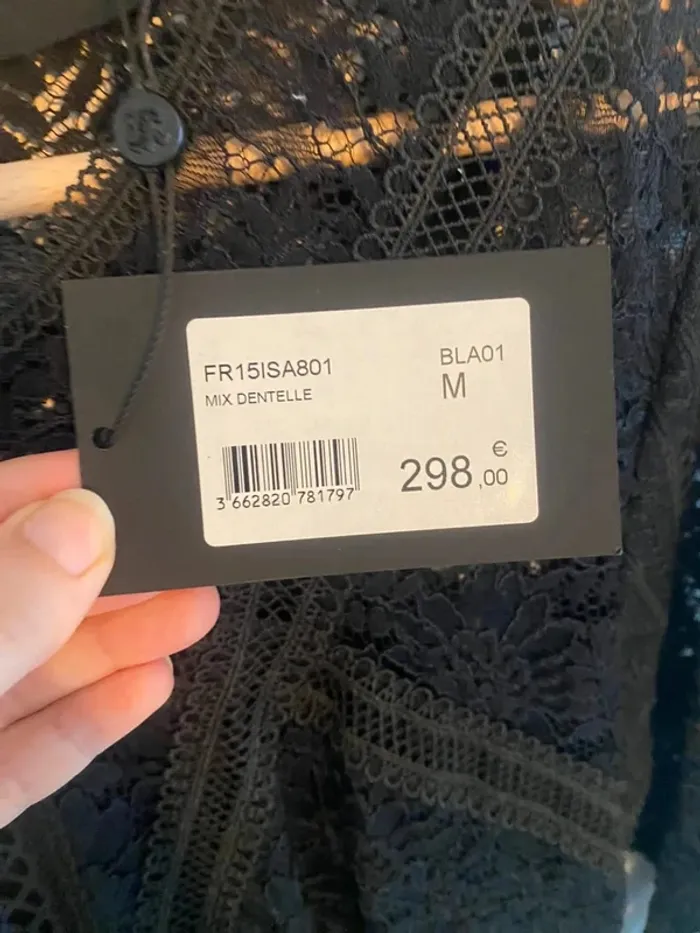 FR15ISA801
BLA01
MIX DENTELLE
M
298,00 €
3 662820 781797